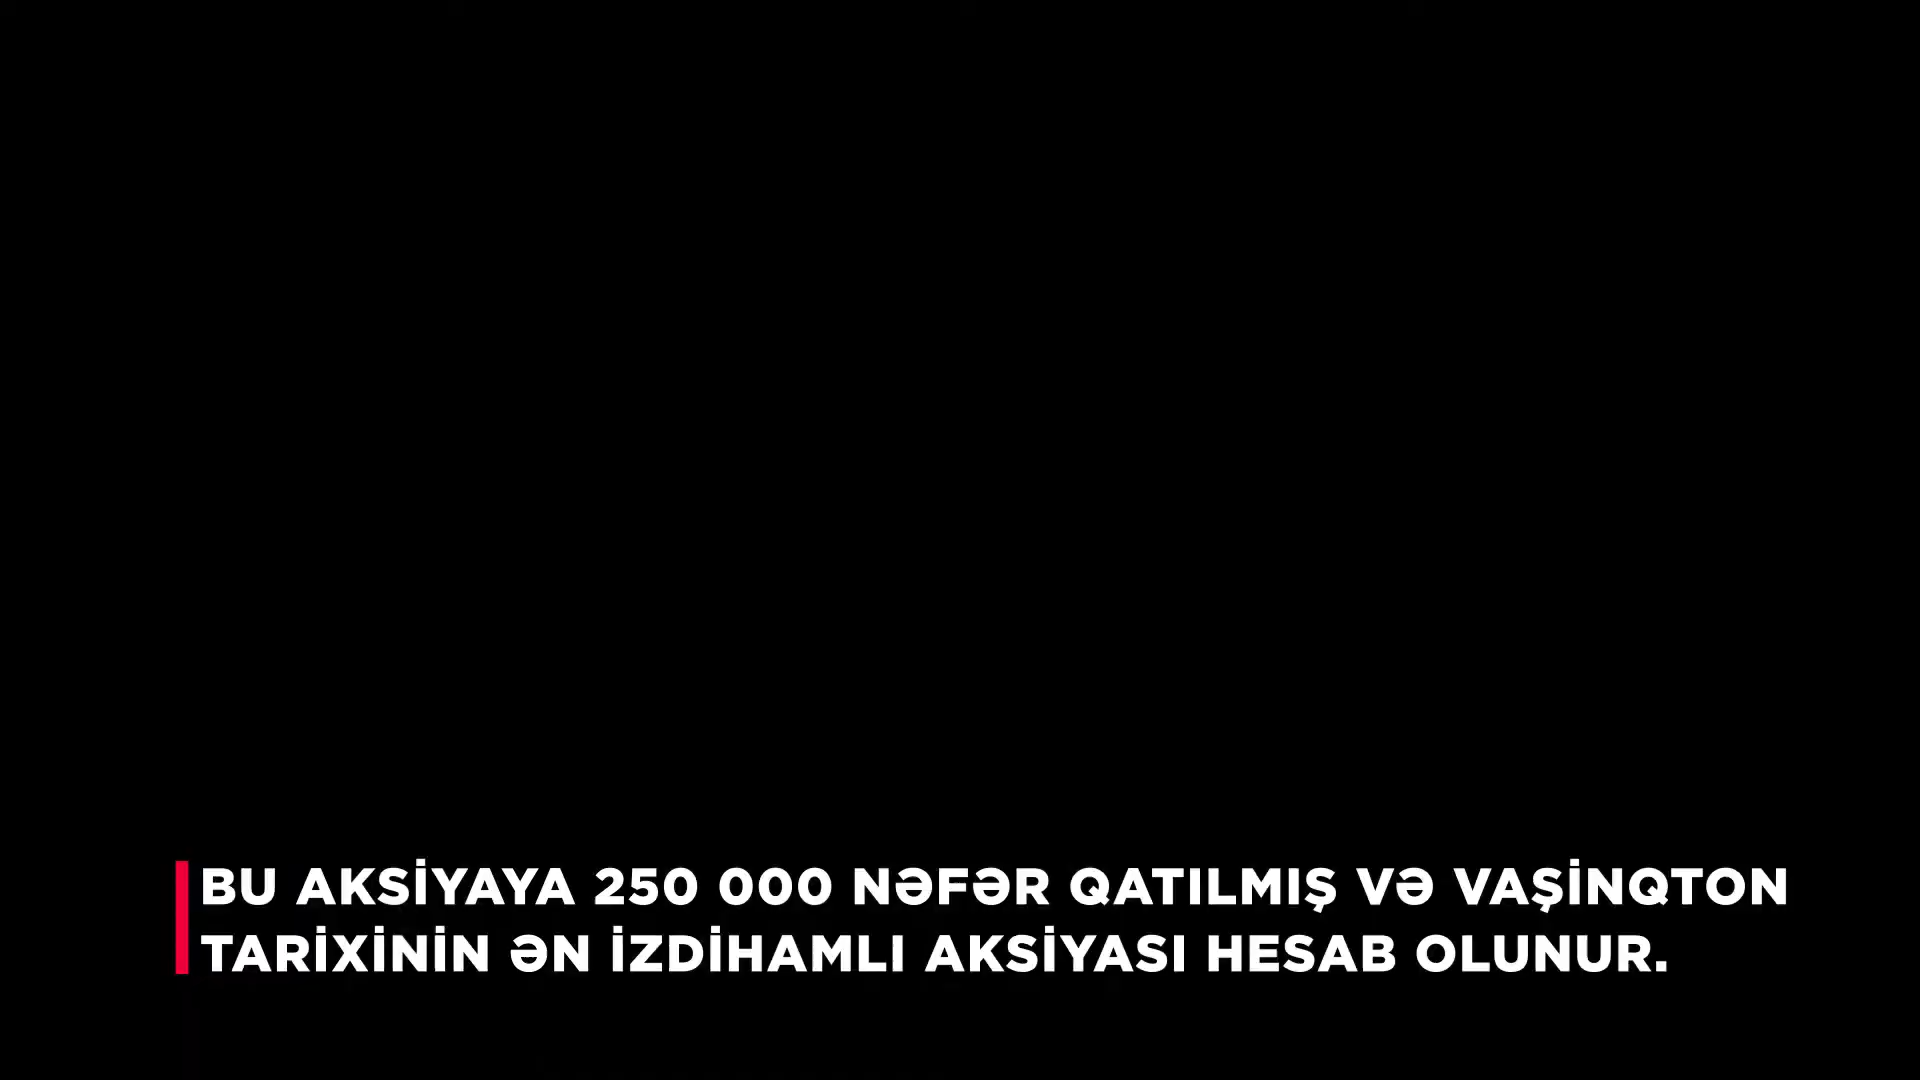 BU AKSİYAYA 250 000 NƏFƏR QATILMIŞ VƏ VAŞİNQTON
TARİXİNİN ƏN İZDİHAMLI AKSİYASI HESAB OLUNUR.